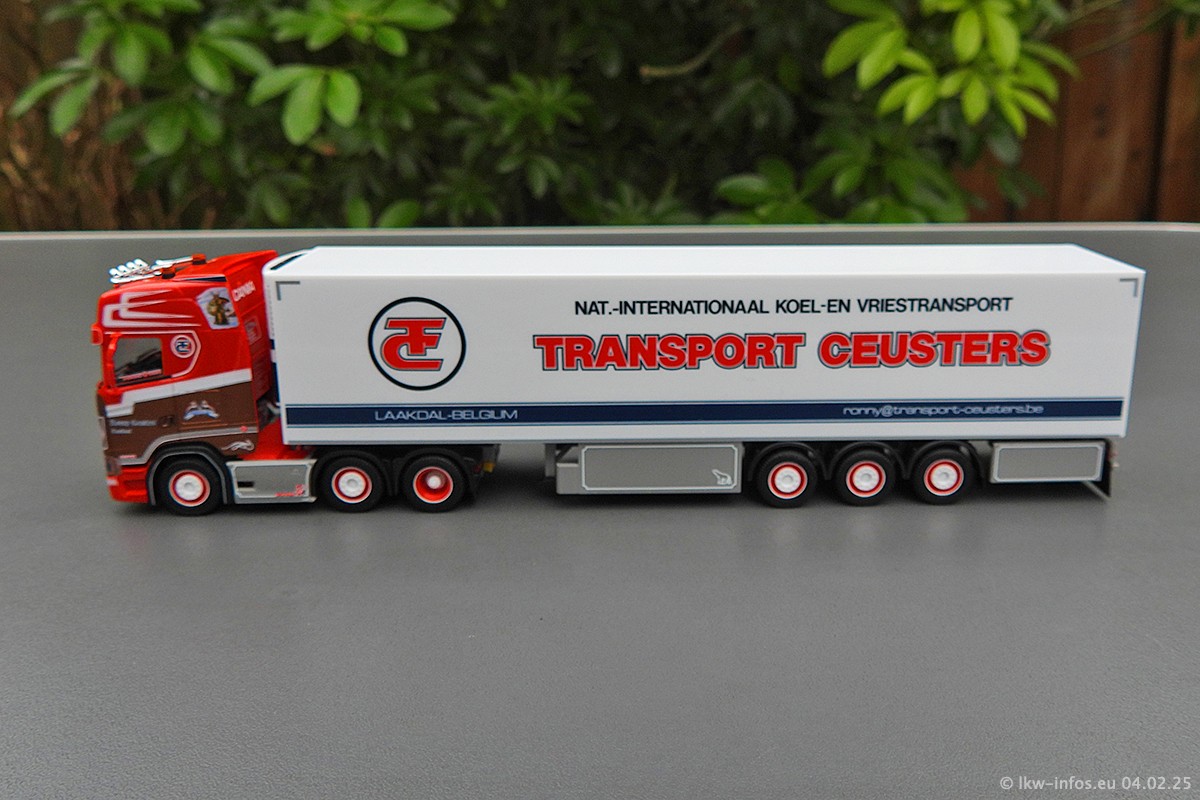 NAT.-INTERNATIONAAL KOEL-EN VRIESTRANSPORT
TRANSPORT CEUSTERS
TC
LAAKDAL-BELGIUM
ronny@transport-ceusters.be
© lkw-infos.eu 04.02.25